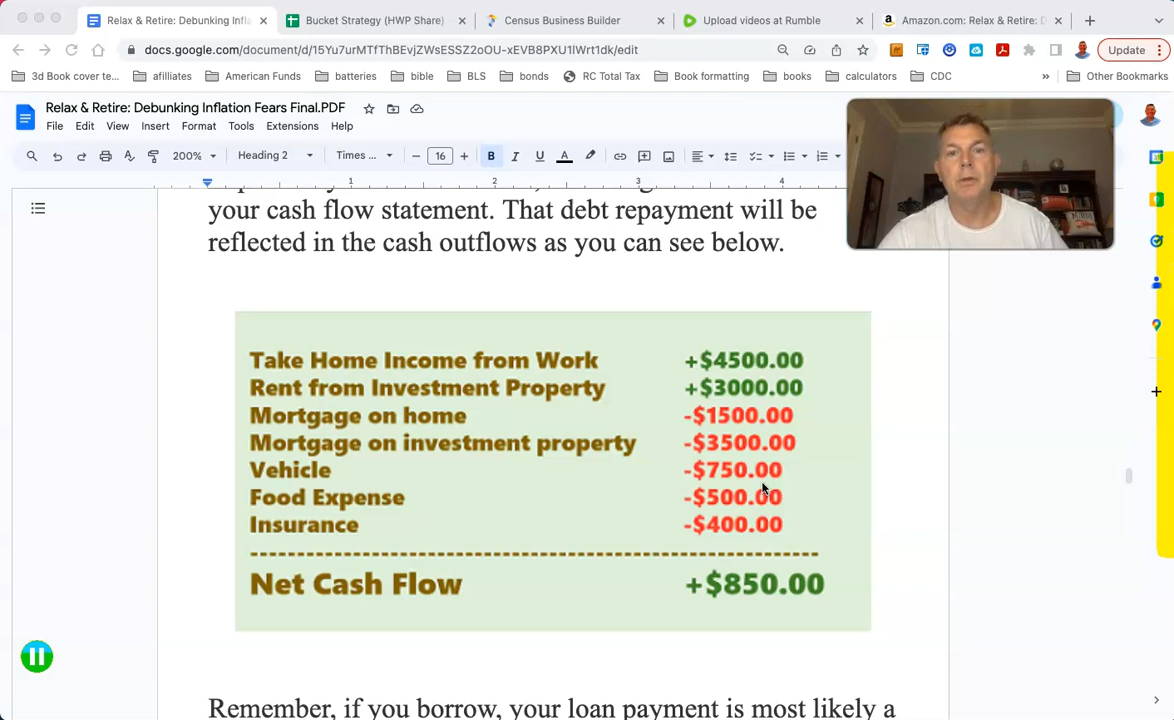 Relax & Retire: Debunking Infla
Bucket Strategy (HWP Share)
Census Business Builder
Upload videos at Rumble
Amazon.com: Relax & Retire: D
docs.google.com/document/d/15Yu7urMTfThBEvjZWsESSZ2oOU-xEVB8PXU1lWrt1dk/edit
Update
3d Book cover te...
afilliates
American Funds
batteries
bible
BLS
bonds
RC Total Tax
Book formatting
books
calculators
CDC
»
Other Bookmarks
Relax & Retire: Debunking Inflation Fears Final.PDF
File Edit View Insert Format Tools Extensions Help
200% Heading 2 Times ... 16 B I U A
1 2 3 4
your cash flow statement. That debt repayment will be
reflected in the cash outflows as you can see below.
Take Home Income from Work +$4500.00
Rent from Investment Property +$3000.00
Mortgage on home -$1500.00
Mortgage on investment property -$3500.00
Vehicle -$750.00
Food Expense -$500.00
Insurance -$400.00
Net Cash Flow +$850.00
Remember, if you borrow, your loan payment is most likely a